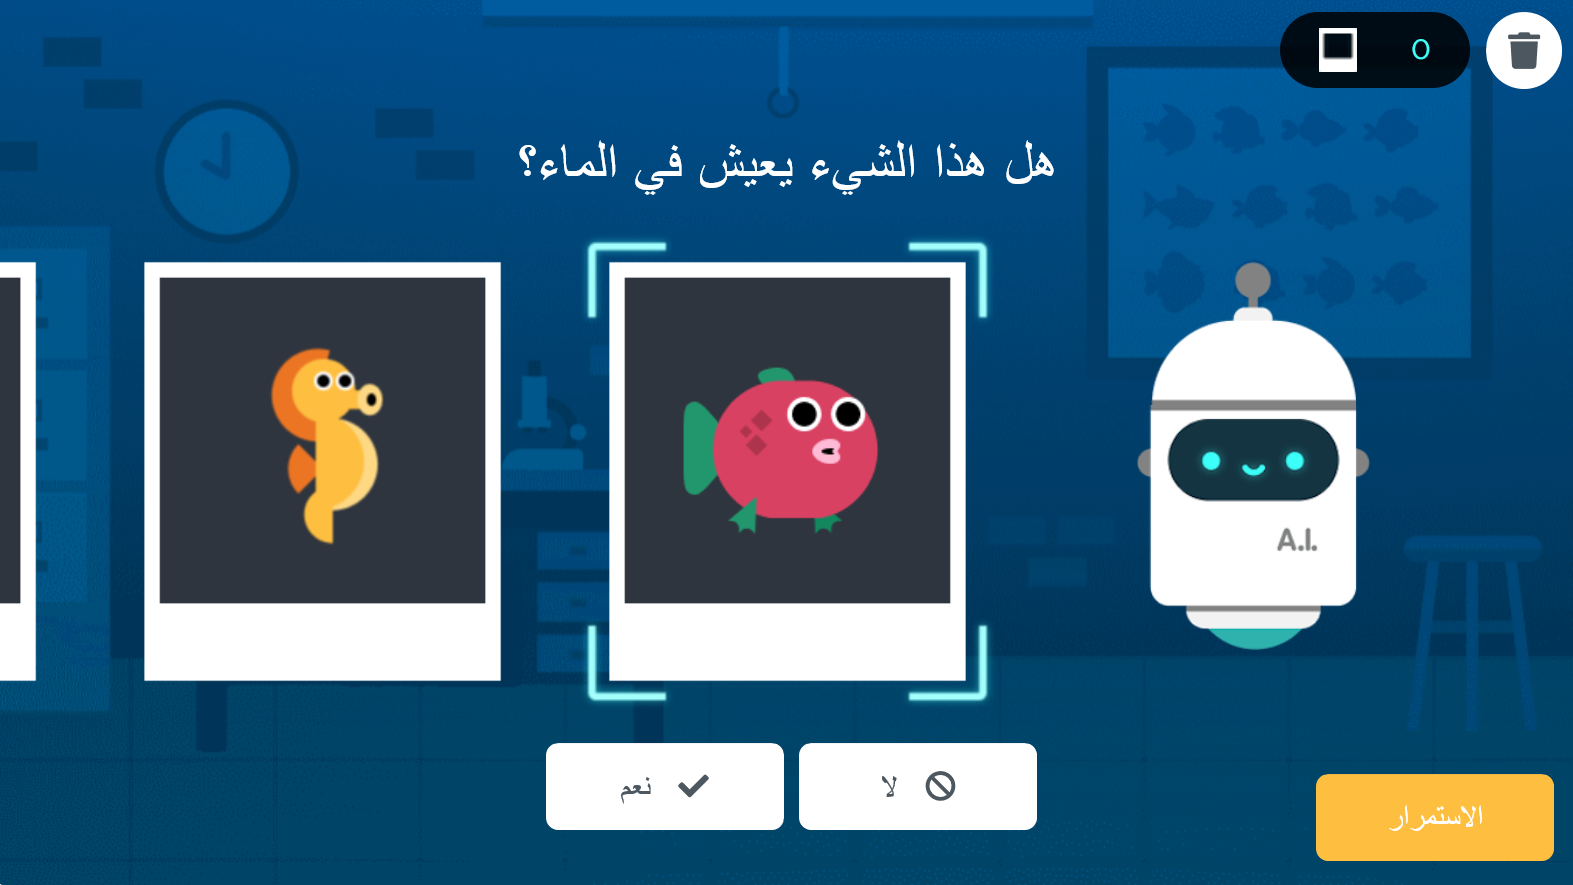 0
هل هذا الشيء يعيش في الماء؟
A.I.
نعم
لا
الاستمرار